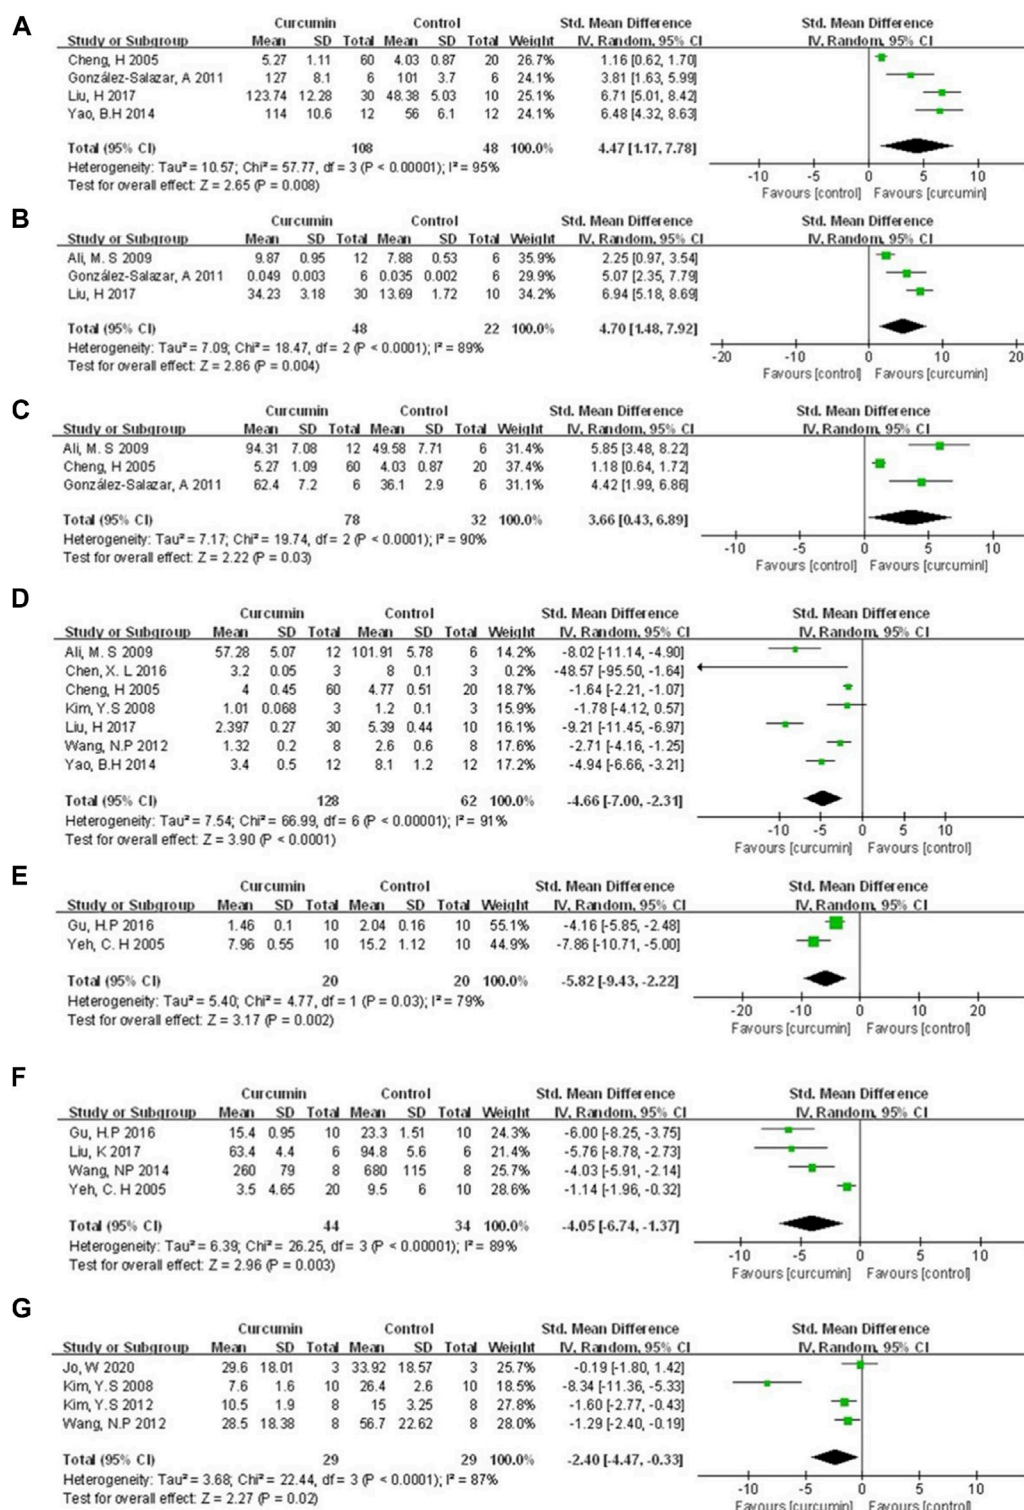 A
Curcumin Control Std. Mean Difference Std. Mean Difference
Study or Subgroup Mean SD Total Mean SD Total Weight IV, Random, 95% CI IV, Random, 95% CI
Cheng, H 2005 5.27 1.11 60 4.03 0.87 20 26.7% 1.16 [0.62, 1.70]
González-Salazar, A 2011 127 8.1 6 101 3.7 6 24.1% 3.81 [1.63, 5.99]
Liu, H 2017 123.74 12.28 30 48.38 5.03 10 25.1% 6.71 [5.01, 8.42]
Yao, B.H 2014 114 10.6 12 56 6.1 12 24.1% 6.48 [4.32, 8.63]
Total (95% CI) 108 48 100.0% 4.47 [1.17, 7.78]
Heterogeneity: Tau² = 10.57; Chi² = 57.77, df = 3 (P < 0.00001); I² = 95%
Test for overall effect: Z = 2.65 (P = 0.008)
-10 -5 0 5 10
Favours [control] Favours [curcumin]
B
Curcumin Control Std. Mean Difference Std. Mean Difference
Study or Subgroup Mean SD Total Mean SD Total Weight IV, Random, 95% CI IV, Random, 95% CI
Ali, M. S 2009 9.87 0.95 12 7.88 0.53 6 35.9% 2.25 [0.97, 3.54]
González-Salazar, A 2011 0.049 0.003 6 0.035 0.002 6 29.9% 5.07 [2.35, 7.79]
Liu, H 2017 34.23 3.18 30 13.69 1.72 10 34.2% 6.94 [5.18, 8.69]
Total (95% CI) 48 22 100.0% 4.70 [1.48, 7.92]
Heterogeneity: Tau² = 7.09; Chi² = 18.47, df = 2 (P < 0.0001); I² = 89%
Test for overall effect: Z = 2.86 (P = 0.004)
-20 -10 0 10 20
Favours [control] Favours [curcumin]
C
Curcumin Control Std. Mean Difference Std. Mean Difference
Study or Subgroup Mean SD Total Mean SD Total Weight IV, Random, 95% CI IV, Random, 95% CI
Ali, M. S 2009 94.31 7.08 12 49.58 7.71 6 31.4% 5.85 [3.48, 8.22]
Cheng, H 2005 5.27 1.09 60 4.03 0.87 20 37.4% 1.18 [0.64, 1.72]
González-Salazar, A 2011 62.4 7.2 6 36.1 2.9 6 31.1% 4.42 [1.99, 6.86]
Total (95% CI) 78 32 100.0% 3.66 [0.43, 6.89]
Heterogeneity: Tau² = 7.17; Chi² = 19.74, df = 2 (P < 0.0001); I² = 90%
Test for overall effect: Z = 2.22 (P = 0.03)
-10 -5 0 5 10
Favours [control] Favours [curcuminl]
D
Curcumin Control Std. Mean Difference Std. Mean Difference
Study or Subgroup Mean SD Total Mean SD Total Weight IV, Random, 95% CI IV, Random, 95% CI
Ali, M. S 2009 57.28 5.07 12 101.91 5.78 6 14.2% -8.02 [-11.14, -4.90]
Chen, X. L 2016 3.2 0.05 3 8 0.1 3 0.2% -48.57 [-95.50, -1.64]
Cheng, H 2005 4 0.45 60 4.77 0.51 20 18.7% -1.64 [-2.21, -1.07]
Kim, Y.S 2008 1.01 0.068 3 1.2 0.1 3 15.9% -1.78 [-4.12, 0.57]
Liu, H 2017 2.397 0.27 30 5.39 0.44 10 16.1% -9.21 [-11.45, -6.97]
Wang, N.P 2012 1.32 0.2 8 2.6 0.6 8 17.6% -2.71 [-4.16, -1.25]
Yao, B.H 2014 3.4 0.5 12 8.1 1.2 12 17.2% -4.94 [-6.66, -3.21]
Total (95% CI) 128 62 100.0% -4.66 [-7.00, -2.31]
Heterogeneity: Tau² = 7.54; Chi² = 66.99, df = 6 (P < 0.00001); I² = 91%
Test for overall effect: Z = 3.90 (P < 0.0001)
-10 -5 0 5 10
Favours [curcumin] Favours [control]
E
Curcumin Control Std. Mean Difference Std. Mean Difference
Study or Subgroup Mean SD Total Mean SD Total Weight IV, Random, 95% CI IV, Random, 95% CI
Gu, H.P 2016 1.46 0.1 10 2.04 0.16 10 55.1% -4.16 [-5.85, -2.48]
Yeh, C. H 2005 7.96 0.55 10 15.2 1.12 10 44.9% -7.86 [-10.71, -5.00]
Total (95% CI) 20 20 100.0% -5.82 [-9.43, -2.22]
Heterogeneity: Tau² = 5.40; Chi² = 4.77, df = 1 (P = 0.03); I² = 79%
Test for overall effect: Z = 3.17 (P = 0.002)
-20 -10 0 10 20
Favours [curcumin] Favours [control]
F
Curcumin Control Std. Mean Difference Std. Mean Difference
Study or Subgroup Mean SD Total Mean SD Total Weight IV, Random, 95% CI IV, Random, 95% CI
Gu, H.P 2016 15.4 0.95 10 23.3 1.51 10 24.3% -6.00 [-8.25, -3.75]
Liu, K 2017 63.4 4.4 6 94.8 5.6 6 21.4% -5.76 [-8.78, -2.73]
Wang, NP 2014 260 79 8 680 115 8 25.7% -4.03 [-5.91, -2.14]
Yeh, C. H 2005 3.5 4.65 20 9.5 6 10 28.6% -1.14 [-1.96, -0.32]
Total (95% CI) 44 34 100.0% -4.05 [-6.74, -1.37]
Heterogeneity: Tau² = 6.39; Chi² = 26.25, df = 3 (P < 0.00001); I² = 89%
Test for overall effect: Z = 2.96 (P = 0.003)
-10 -5 0 5 10
Favours [curcumin] Favours [control]
G
Curcumin Control Std. Mean Difference Std. Mean Difference
Study or Subgroup Mean SD Total Mean SD Total Weight IV, Random, 95% CI IV, Random, 95% CI
Jo, W 2020 29.6 18.01 3 33.92 18.57 3 25.7% -0.19 [-1.80, 1.42]
Kim, Y.S 2008 7.6 1.6 10 26.4 2.6 10 18.5% -8.34 [-11.36, -5.33]
Kim, Y.S 2012 10.5 1.9 8 15 3.25 8 27.8% -1.60 [-2.77, -0.43]
Wang, N.P 2012 28.5 18.38 8 56.7 22.62 8 28.0% -1.29 [-2.40, -0.19]
Total (95% CI) 29 29 100.0% -2.40 [-4.47, -0.33]
Heterogeneity: Tau² = 3.68; Chi² = 22.44, df = 3 (P < 0.0001); I² = 87%
Test for overall effect: Z = 2.27 (P = 0.02)
-10 -5 0 5 10
Favours [curcumin] Favours [control]